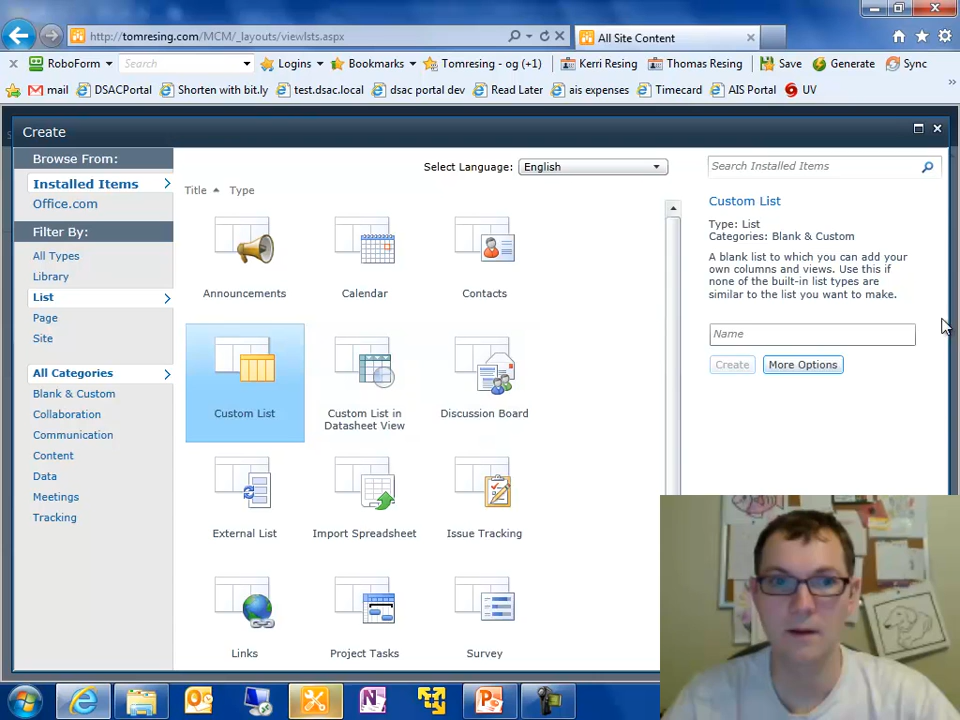 http://tomresing.com/MCM/_layouts/viewlsts.aspx
All Site Content
RoboForm
Search
Logins
Bookmarks
Tomresing - og (+1)
Kerri Resing
Thomas Resing
Save
Generate
Sync
mail
DSACPortal
Shorten with bit.ly
test.dsac.local
dsac portal dev
Read Later
ais expenses
Timecard
AIS Portal
UV
Create
Browse From:
Installed Items
Office.com
Filter By:
All Types
Library
List
Page
Site
All Categories
Blank & Custom
Collaboration
Communication
Content
Data
Meetings
Tracking
Select Language:
English
Title
Type
Announcements
Calendar
Contacts
Custom List
Custom List in
Datasheet View
Discussion Board
External List
Import Spreadsheet
Issue Tracking
Links
Project Tasks
Survey
Search Installed Items
Custom List
Type: List
Categories: Blank & Custom
A blank list to which you can add your
own columns and views. Use this if
none of the built-in list types are
similar to the list you want to make.
Name
Create
More Options